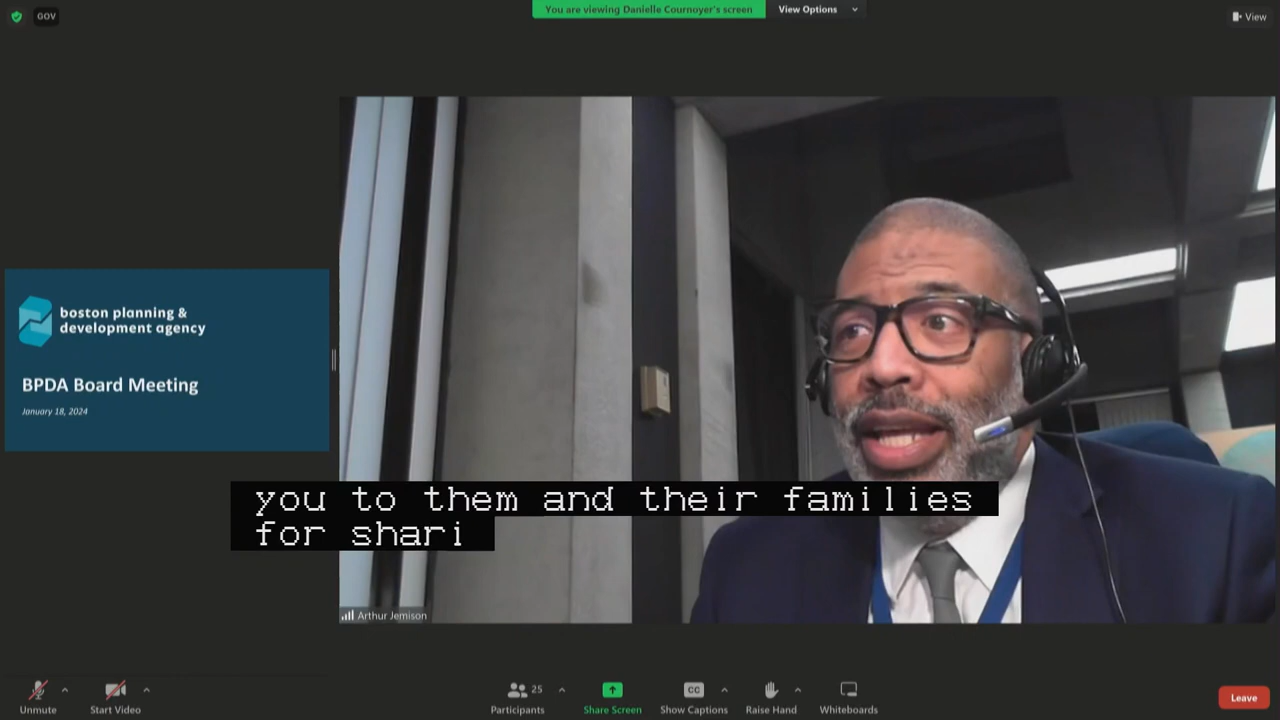 GOV
You are viewing Danielle Cournoyer's screen
View Options
View
boston planning &
development agency
BPDA Board Meeting
January 18, 2024
you to them and their families
for shari
Arthur Jemison
Unmute
Start Video
25
Participants
Share Screen
CC
Show Captions
Raise Hand
Whiteboards
Leave